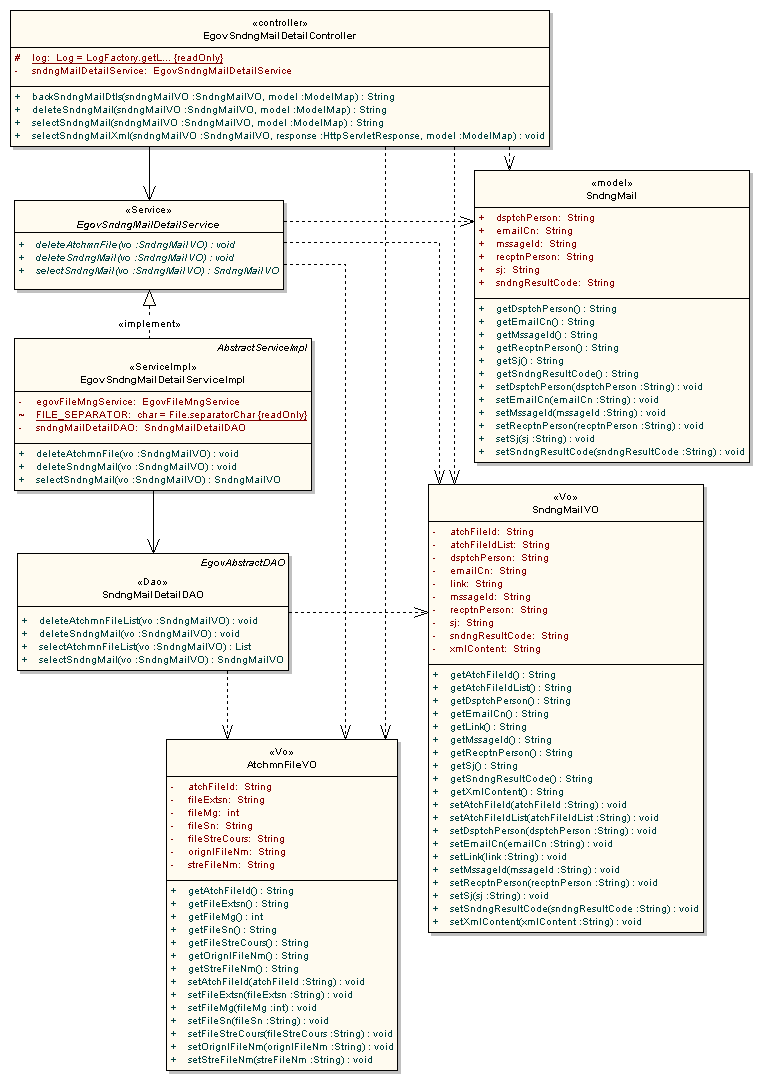 «controller»
EgovSndngMailDetailController
# log: Log = LogFactory.getL... {readOnly}
- sndngMailDetailService: EgovSndngMailDetailService
+ backSndngMailDtls(sndngMailVO :SndngMailVO, model :ModelMap) : String
+ deleteSndngMail(sndngMailVO :SndngMailVO, model :ModelMap) : String
+ selectSndngMail(sndngMailVO :SndngMailVO, model :ModelMap) : String
+ selectSndngMailXml(sndngMailVO :SndngMailVO, response :HttpServletResponse, model :ModelMap) : void
«model»
SndngMail
+ dsptchPerson: String
+ emailCn: String
+ mssageId: String
+ recptnPerson: String
+ sj: String
+ sndngResultCode: String
+ getDsptchPerson() : String
+ getEmailCn() : String
+ getMssageId() : String
+ getRecptnPerson() : String
+ getSj() : String
+ getSndngResultCode() : String
+ setDsptchPerson(dsptchPerson :String) : void
+ setEmailCn(emailCn :String) : void
+ setMssageId(mssageId :String) : void
+ setRecptnPerson(recptnPerson :String) : void
+ setSj(sj :String) : void
+ setSndngResultCode(sndngResultCode :String) : void
«Service»
EgovSndngMailDetailService
+ deleteAtchmnFile(vo :SndngMailVO) : void
+ deleteSndngMail(vo :SndngMailVO) : void
+ selectSndngMail(vo :SndngMailVO) : SndngMailVO
«implement»
AbstractServiceImpl
«ServiceImpl»
EgovSndngMailDetailServiceImpl
- egovFileMngService: EgovFileMngService
~ FILE_SEPARATOR: char = File.separatorChar {readOnly}
- sndngMailDetailDAO: SndngMailDetailDAO
+ deleteAtchmnFile(vo :SndngMailVO) : void
+ deleteSndngMail(vo :SndngMailVO) : void
+ selectSndngMail(vo :SndngMailVO) : SndngMailVO
EgovAbstractDAO
«Dao»
SndngMailDetailDAO
+ deleteAtchmnFileList(vo :SndngMailVO) : void
+ deleteSndngMail(vo :SndngMailVO) : void
+ selectAtchmnFileList(vo :SndngMailVO) : List
+ selectSndngMail(vo :SndngMailVO) : SndngMailVO
«Vo»
SndngMailVO
- atchFileId: String
- atchFileIdList: String
- dsptchPerson: String
- emailCn: String
- link: String
- mssageId: String
- recptnPerson: String
- sj: String
- sndngResultCode: String
- xmlContent: String
+ getAtchFileId() : String
+ getAtchFileIdList() : String
+ getDsptchPerson() : String
+ getEmailCn() : String
+ getLink() : String
+ getMssageId() : String
+ getRecptnPerson() : String
+ getSj() : String
+ getSndngResultCode() : String
+ getXmlContent() : String
+ setAtchFileId(atchFileId :String) : void
+ setAtchFileIdList(atchFileIdList :String) : void
+ setDsptchPerson(dsptchPerson :String) : void
+ setEmailCn(emailCn :String) : void
+ setLink(link :String) : void
+ setMssageId(mssageId :String) : void
+ setRecptnPerson(recptnPerson :String) : void
+ setSj(sj :String) : void
+ setSndngResultCode(sndngResultCode :String) : void
+ setXmlContent(xmlContent :String) : void
«Vo»
AtchmnFileVO
- atchFileId: String
- fileExtsn: String
- fileMg: int
- fileSn: String
- fileStreCours: String
- orignlFileNm: String
- streFileNm: String
+ getAtchFileId() : String
+ getFileExtsn() : String
+ getFileMg() : int
+ getFileSn() : String
+ getFileStreCours() : String
+ getOrignlFileNm() : String
+ getStreFileNm() : String
+ setAtchFileId(atchFileId :String) : void
+ setFileExtsn(fileExtsn :String) : void
+ setFileMg(fileMg :int) : void
+ setFileSn(fileSn :String) : void
+ setFileStreCours(fileStreCours :String) : void
+ setOrignlFileNm(orignlFileNm :String) : void
+ setStreFileNm(streFileNm :String) : void